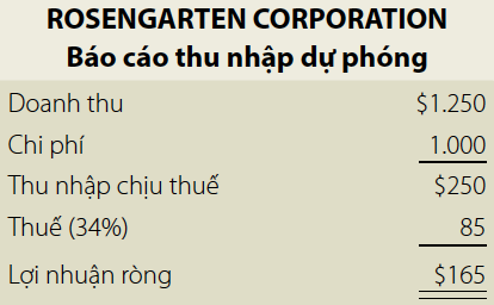 ROSENGARTEN CORPORATION
Báo cáo thu nhập dự phóng
Doanh thu $1.250
Chi phí 1.000
Thu nhập chịu thuế $250
Thuế (34%) 85
Lợi nhuận ròng $165